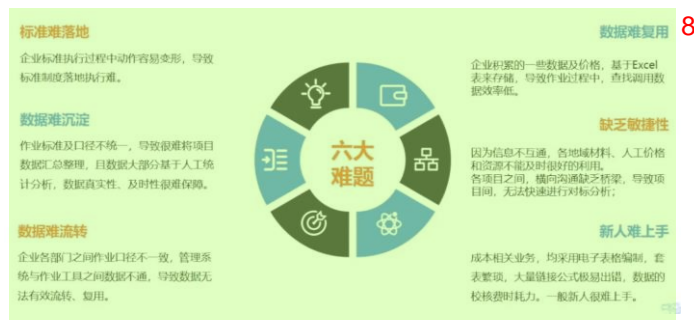 标准难落地
企业标准执行过程中动作容易变形，导致
标准制度落地执行难。
数据难沉淀
作业标准及口径不统一，导致很难将项目
数据汇总整理，且数据大部分基于人工统
计分析，数据真实性、及时性很难保障。
数据难流转
企业各部门之间作业口径不一致，管理系
统与作业工具之间数据不通，导致数据无
法有效流转、复用。
六大
难题
8
数据难复用
企业积累的一些数据及价格，基于Excel
表来存储，导致作业过程中，查找调用数
据效率低。
缺乏敏捷性
因为信息不互通，各地域材料、人工价格
和资源不能及时很好的利用。
各项目之间，横向沟通缺乏桥梁，导致项
目间，无法快速进行对标分析；
新人难上手
成本相关业务，均采用电子表格编制，套
表繁琐，大量链接公式极易出错，数据的
校核费时耗力。一般新人很难上手。